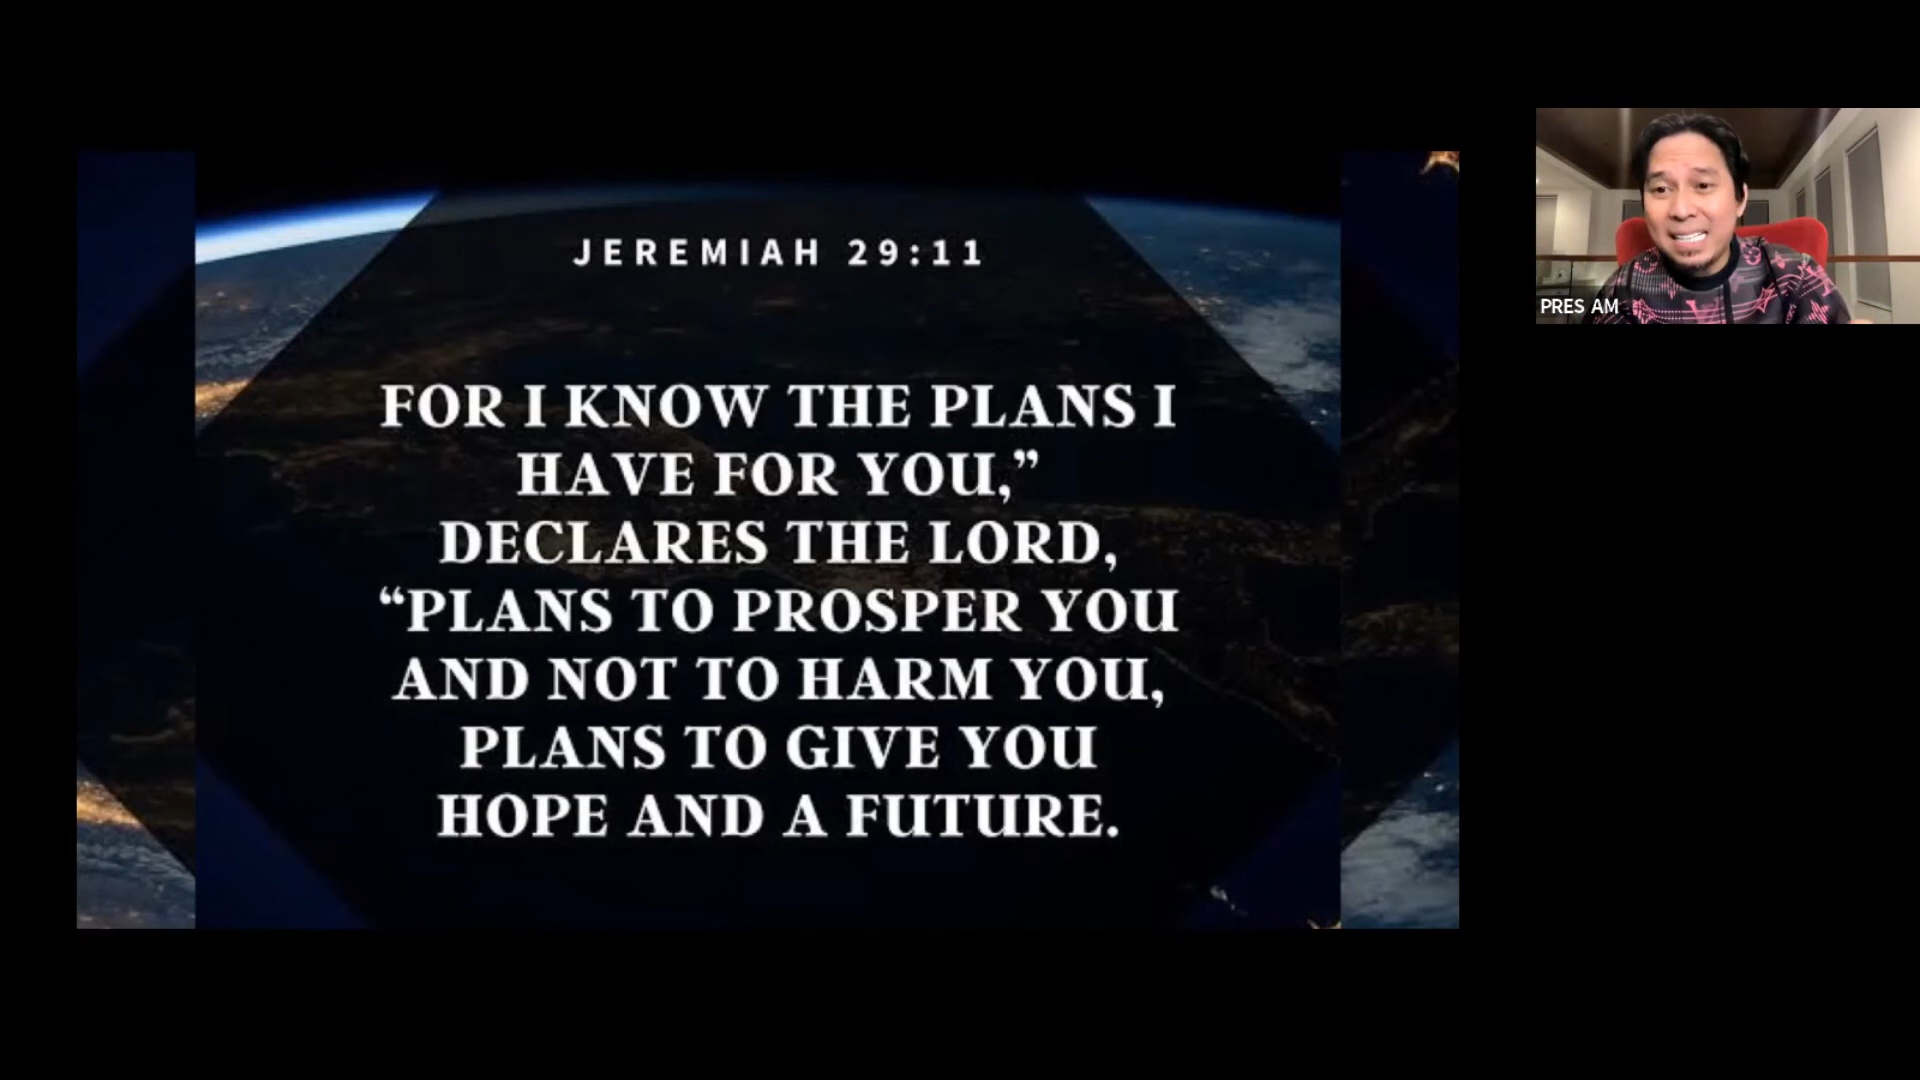 JEREMIAH 29:11
FOR I KNOW THE PLANS I
HAVE FOR YOU,”
DECLARES THE LORD,
“PLANS TO PROSPER YOU
AND NOT TO HARM YOU,
PLANS TO GIVE YOU
HOPE AND A FUTURE.
PRES AM